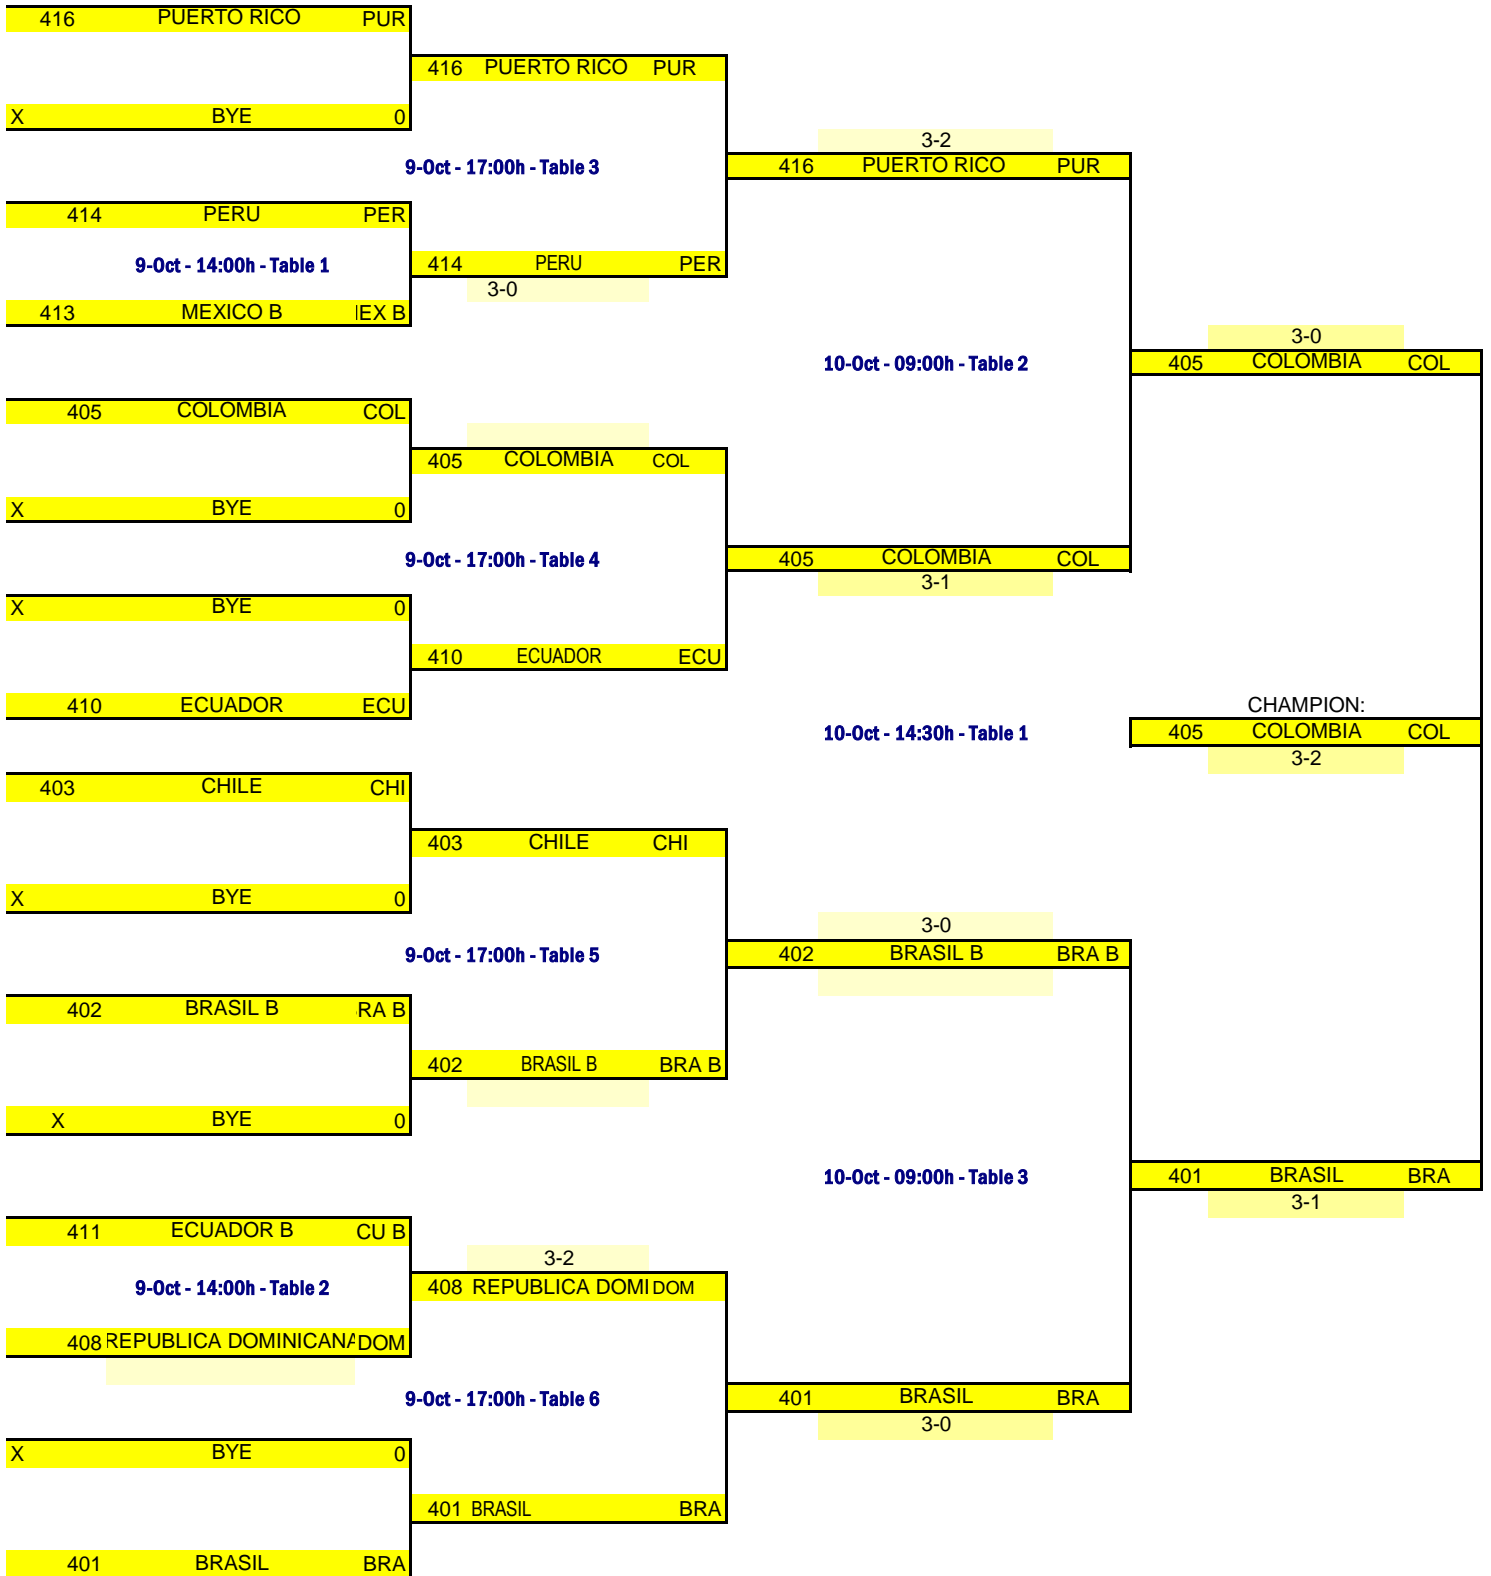 416 PUERTO RICO PUR
416 PUERTO RICO PUR
X BYE 0
3-2
9-Oct - 17:00h - Table 3
416 PUERTO RICO PUR
414 PERU PER
9-Oct - 14:00h - Table 1
414 PERU PER
3-0
413 MEXICO B IEX B
3-0
10-Oct - 09:00h - Table 2
405 COLOMBIA COL
405 COLOMBIA COL
405 COLOMBIA COL
X BYE 0
9-Oct - 17:00h - Table 4
405 COLOMBIA COL
3-1
X BYE 0
410 ECUADOR ECU
410 ECUADOR ECU
CHAMPION:
10-Oct - 14:30h - Table 1
405 COLOMBIA COL
3-2
403 CHILE CHI
403 CHILE CHI
X BYE 0
3-0
9-Oct - 17:00h - Table 5
402 BRASIL B BRA B
402 BRASIL B RA B
402 BRASIL B BRA B
X BYE 0
10-Oct - 09:00h - Table 3
401 BRASIL BRA
3-1
411 ECUADOR B CU B
3-2
9-Oct - 14:00h - Table 2
408 REPUBLICA DOMI DOM
408 REPUBLICA DOMINICANA DOM
9-Oct - 17:00h - Table 6
401 BRASIL BRA
3-0
X BYE 0
401 BRASIL BRA
401 BRASIL BRA